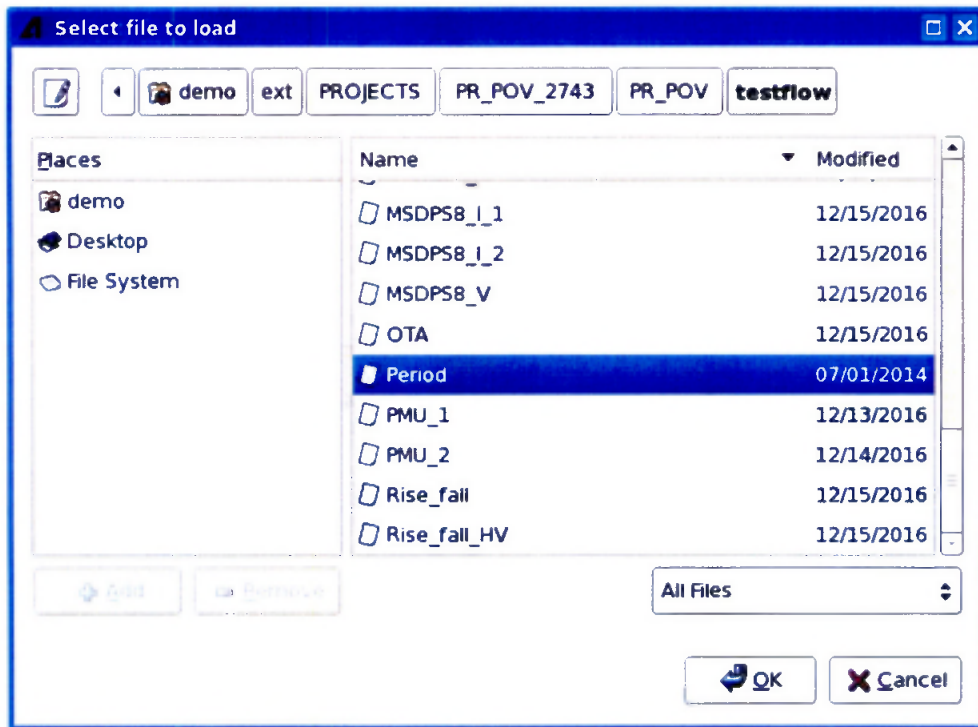 Select file to load
demo ext PROJECTS PR_POV_2743 PR_POV testflow
Places
demo
Desktop
File System
Name Modified
MSDPS8_I_1 12/15/2016
MSDPS8_I_2 12/15/2016
MSDPS8_V 12/15/2016
OTA 12/15/2016
Period 07/01/2014
PMU_1 12/13/2016
PMU_2 12/14/2016
Rise_fall 12/15/2016
Rise_fall_HV 12/15/2016
Add Remove
All Files
OK Cancel